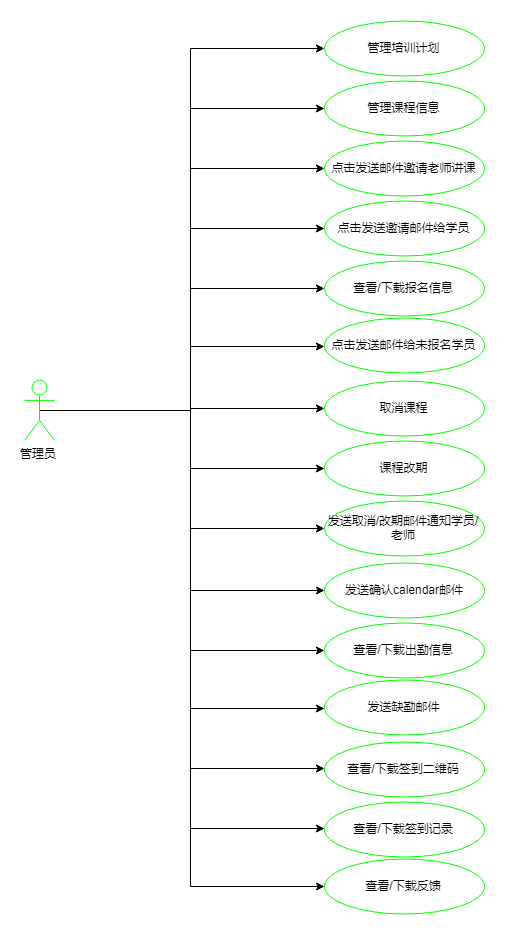 管理培训计划
管理课程信息
点击发送邮件邀请老师讲课
点击发送邀请邮件给学员
查看/下载报名信息
点击发送邮件给未报名学员
管理员
取消课程
课程改期
发送取消/改期邮件通知学员/
老师
发送确认calendar邮件
查看/下载出勤信息
发送缺勤邮件
查看/下载签到二维码
查看/下载签到记录
查看/下载反馈